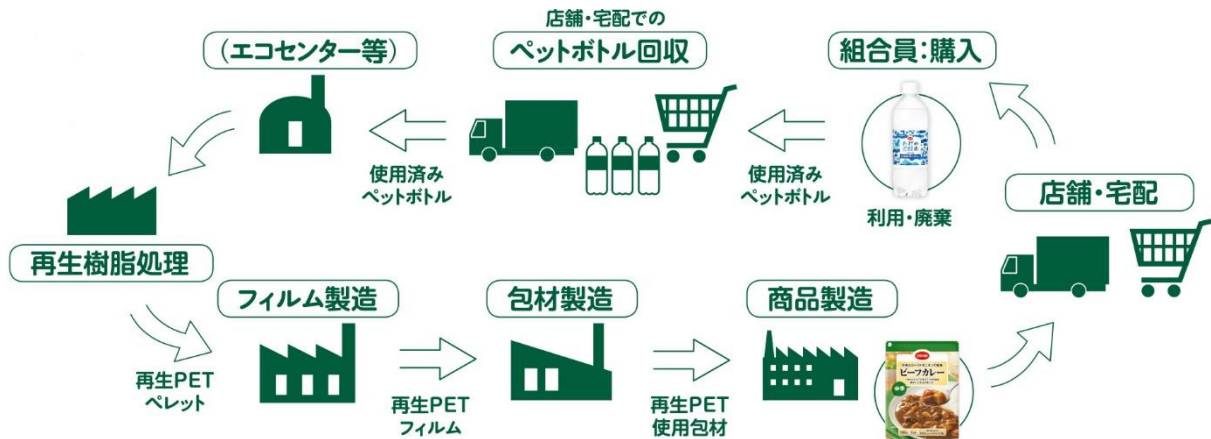 店舗・宅配での
(エコセンター等)
ペットボトル回収
組合員:購入
使用済み
ペットボトル
使用済み
ペットボトル
利用・廃棄
店舗・宅配
再生樹脂処理
フィルム製造
包材製造
商品製造
再生PET
ペレット
再生PET
フィルム
再生PET
使用包材
ビーフカレー